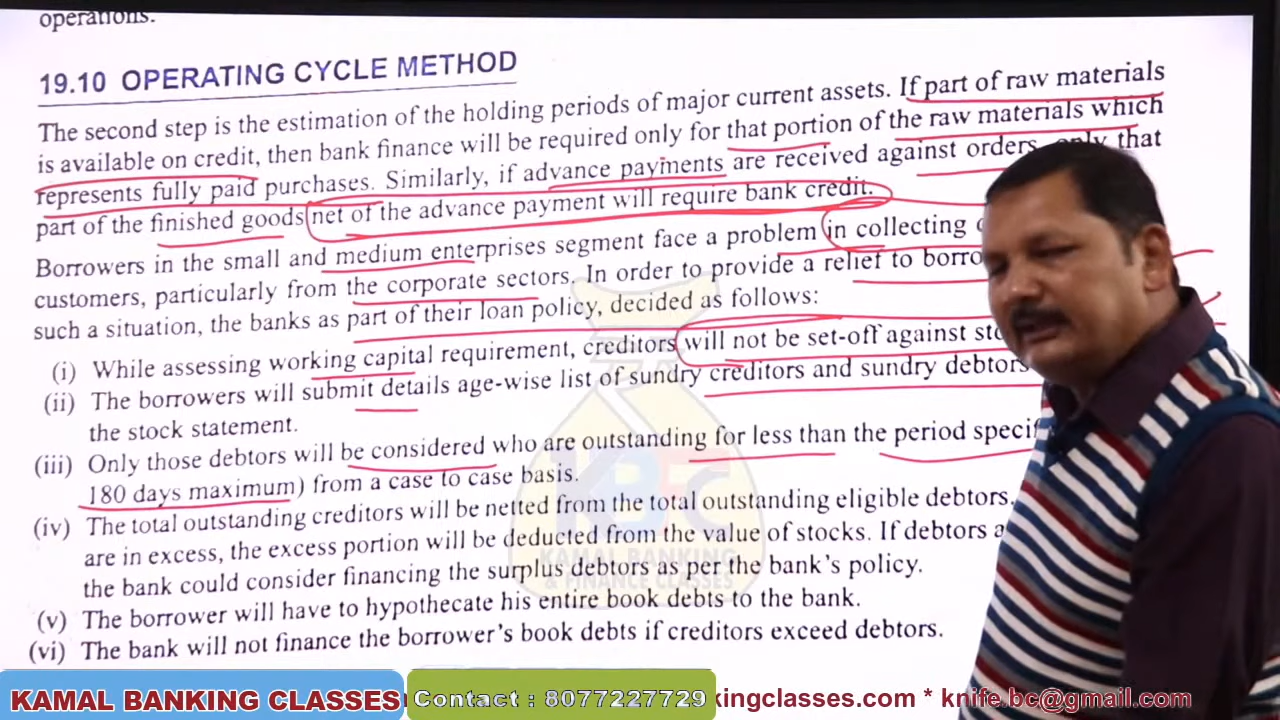 operations.
19.10 OPERATING CYCLE METHOD
The second step is the estimation of the holding periods of major current assets. If part of raw materials
is available on credit, then bank finance will be required only for that portion of the raw materials which
represents fully paid purchases. Similarly, if advance payments are received against orders, only that
part of the finished goods net of the advance payment will require bank credit.
Borrowers in the small and medium enterprises segment face a problem in collecting
customers, particularly from the corporate sectors. In order to provide a relief to
such a situation, the banks as part of their loan policy, decided as follows:
(i) While assessing working capital requirement, creditors will not be set-off against
(ii) The borrowers will submit details age-wise list of sundry creditors and sundry debtors
the stock statement.
(iii) Only those debtors will be considered who are outstanding for less than the period
180 days maximum) from a case to case basis.
(iv) The total outstanding creditors will be netted from the total outstanding eligible debtors.
are in excess, the excess portion will be deducted from the value of stocks. If debtors
the bank could consider financing the surplus debtors as per the bank's policy.
(v) The borrower will have to hypothecate his entire book debts to the bank.
(vi) The bank will not finance the borrower's book debts if creditors exceed debtors.
KBC
KAMAL BANKING
& FINANCE CLASSES
KAMAL BANKING CLASSES Contact : 8077227729 kingclasses.com * knife.bc@gmail.com